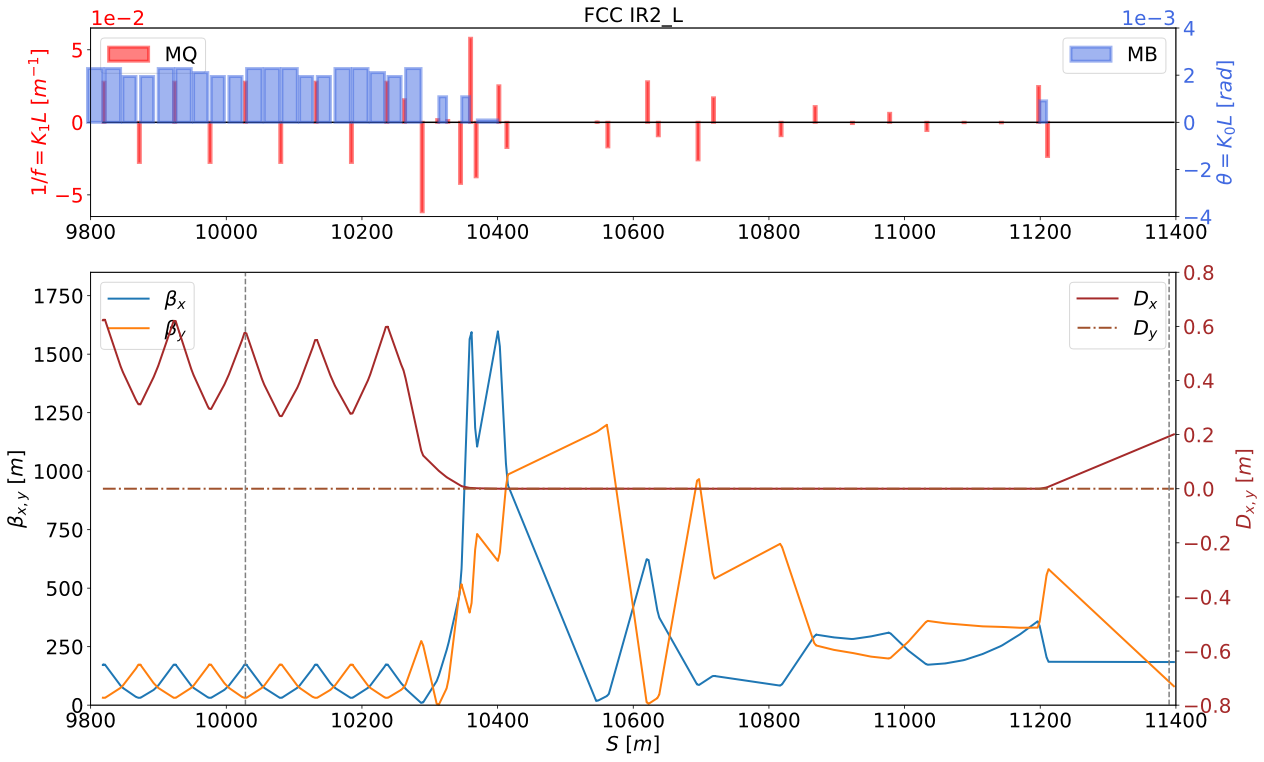 FCC IR2_L
1e−2
1e−3
MQ
MB
5
0
−5
1/f = K₁L [m⁻¹]
4
2
0
−2
−4
θ = K₀L [rad]
9800 10000 10200 10400 10600 10800 11000 11200 11400
βₓ
βᵧ
Dₓ
Dᵧ
1750
1500
1250
1000
750
500
250
0
βₓ,ᵧ [m]
0.8
0.6
0.4
0.2
0.0
−0.2
−0.4
−0.6
−0.8
Dₓ,ᵧ [m]
9800 10000 10200 10400 10600 10800 11000 11200 11400
S [m]